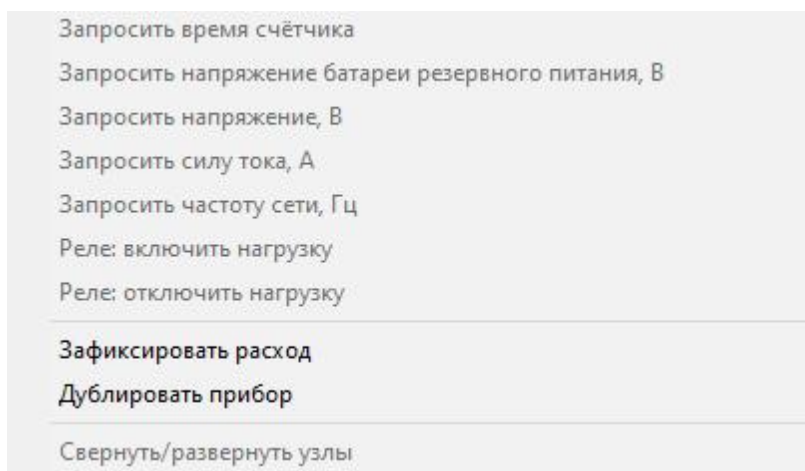 Запросить время счётчика
Запросить напряжение батареи резервного питания, В
Запросить напряжение, В
Запросить силу тока, А
Запросить частоту сети, Гц
Реле: включить нагрузку
Реле: отключить нагрузку
Зафиксировать расход
Дублировать прибор
Свернуть/развернуть узлы